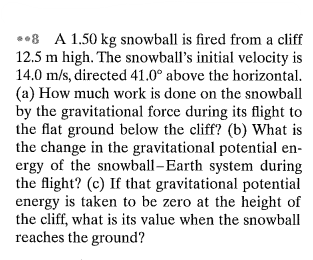 ••8 A 1.50 kg snowball is fired from a cliff
12.5 m high. The snowball's initial velocity is
14.0 m/s, directed 41.0° above the horizontal.
(a) How much work is done on the snowball
by the gravitational force during its flight to
the flat ground below the cliff? (b) What is
the change in the gravitational potential en-
ergy of the snowball–Earth system during
the flight? (c) If that gravitational potential
energy is taken to be zero at the height of
the cliff, what is its value when the snowball
reaches the ground?